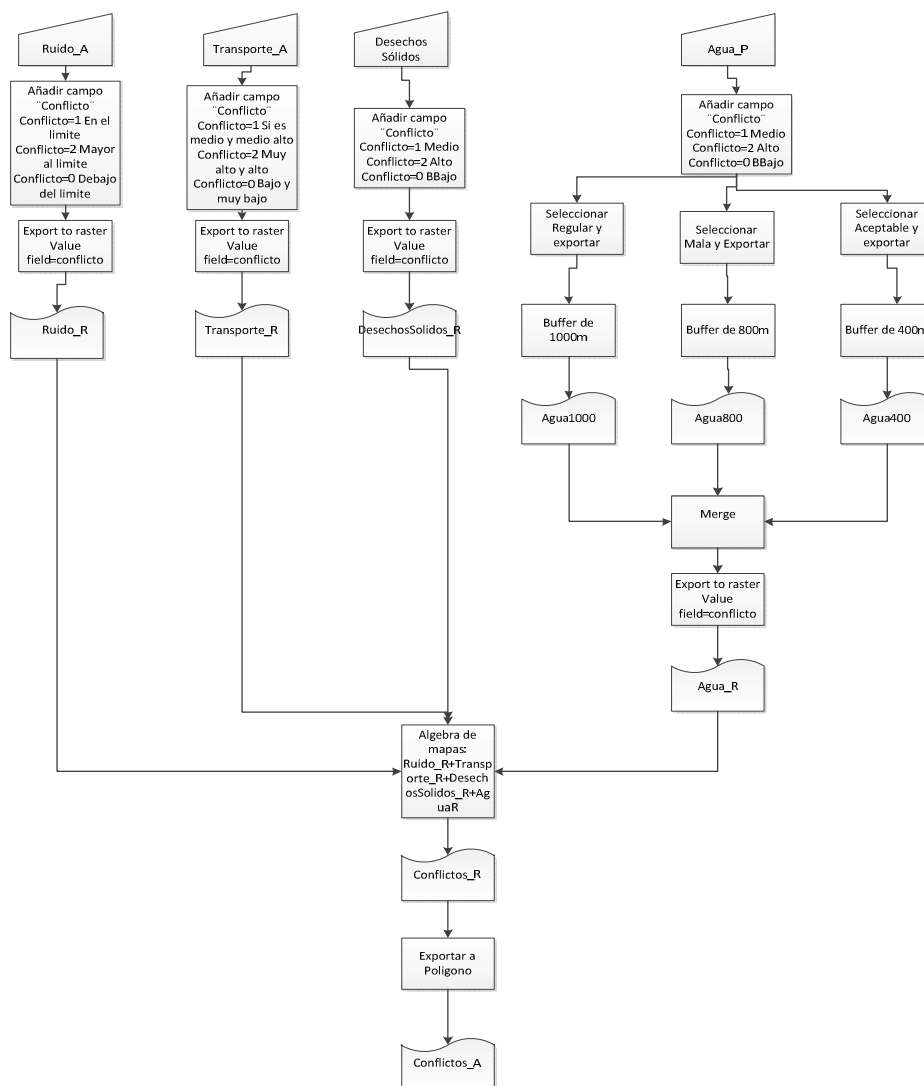 Ruido_A
Añadir campo
¨Conflicto¨
Conflicto=1 En el
limite
Conflicto=2 Mayor
al limite
Conflicto=0 Debajo
del limite
Export to raster
Value
field=conflicto
Ruido_R
Transporte_A
Añadir campo
¨Conflicto¨
Conflicto=1 Si es
medio y medio alto
Conflicto=2 Muy
alto y alto
Conflicto=0 Bajo y
muy bajo
Export to raster
Value
field=conflicto
Transporte_R
Desechos
Sólidos
Añadir campo
¨Conflicto¨
Conflicto=1 Medio
Conflicto=2 Alto
Conflicto=0 BBajo
Export to raster
Value
field=conflicto
DesechosSolidos_R
Agua_P
Añadir campo
¨Conflicto¨
Conflicto=1 Medio
Conflicto=2 Alto
Conflicto=0 BBajo
Seleccionar
Regular y
exportar
Buffer de
1000m
Agua1000
Seleccionar
Mala y Exportar
Buffer de 800m
Agua800
Seleccionar
Aceptable y
exportar
Buffer de 400m
Agua400
Merge
Export to raster
Value
field=conflicto
Agua_R
Algebra de
mapas:
Ruido_R+Transp
orte_R+Desech
osSolidos_R+Ag
uaR
Conflictos_R
Exportar a
Poligono
Conflictos_A